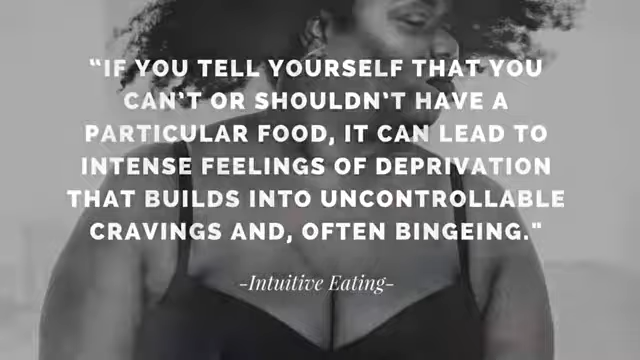 “IF YOU TELL YOURSELF THAT YOU
CAN’T OR SHOULDN’T HAVE A
PARTICULAR FOOD, IT CAN LEAD TO
INTENSE FEELINGS OF DEPRIVATION
THAT BUILDS INTO UNCONTROLLABLE
CRAVINGS AND, OFTEN BINGEING."
-Intuitive Eating-